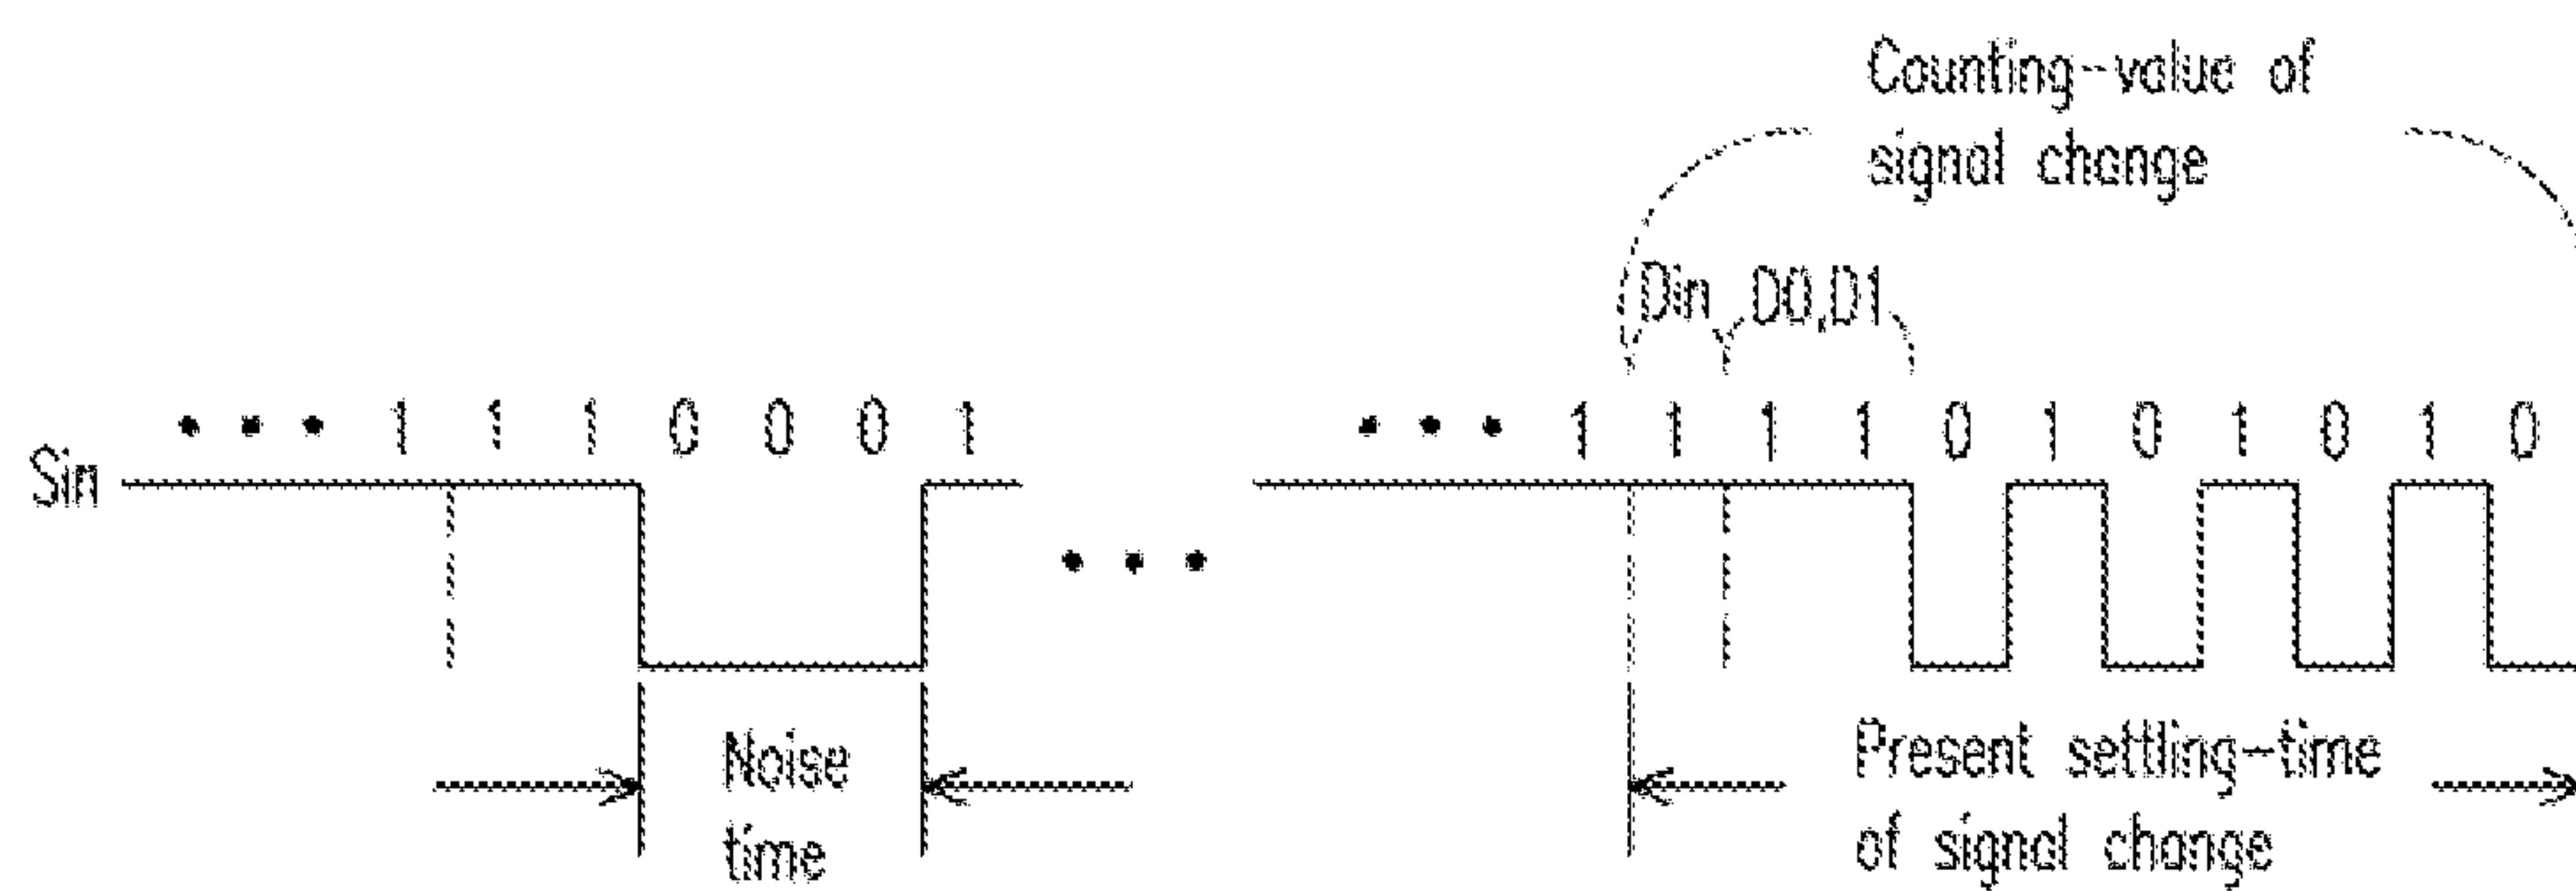 Counting-value of
signal change
Din D0,D1
• • • 1 1 1 0 0 0 1 • • • 1 1 1 1 0 1 0 1 0 1 0
Sin
• • •
Noise
time
Present settling-time
of signal change